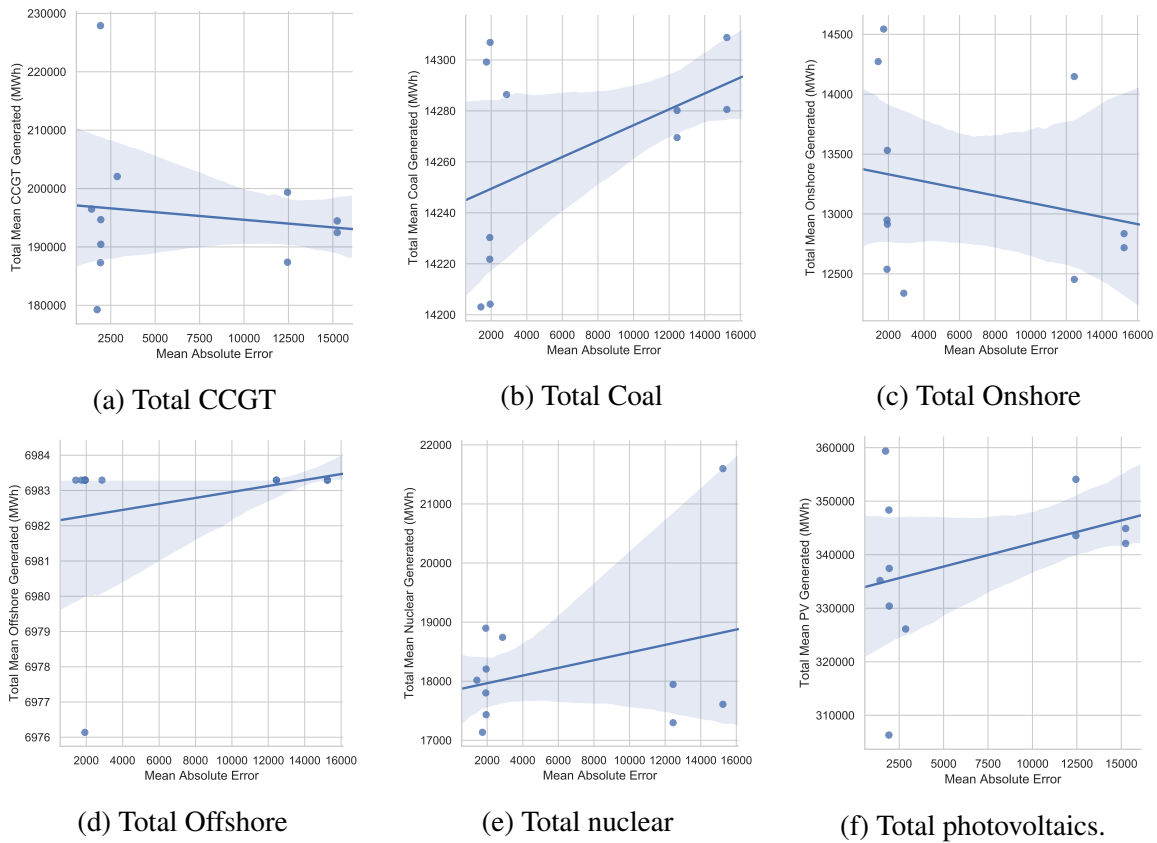 230000
220000
210000
200000
190000
180000
Total Mean CCGT Generated (MWh)
2500 5000 7500 10000 12500 15000
Mean Absolute Error
(a) Total CCGT
14300
14280
14260
14240
14220
14200
Total Mean Coal Generated (MWh)
2000 4000 6000 8000 10000 12000 14000 16000
Mean Absolute Error
(b) Total Coal
14500
14000
13500
13000
12500
Total Mean Onshore Generated (MWh)
2000 4000 6000 8000 10000 12000 14000 16000
Mean Absolute Error
(c) Total Onshore
6984
6983
6982
6981
6980
6979
6978
6977
6976
Total Mean Offshore Generated (MWh)
2000 4000 6000 8000 10000 12000 14000 16000
Mean Absolute Error
(d) Total Offshore
22000
21000
20000
19000
18000
17000
Total Mean Nuclear Generated (MWh)
2000 4000 6000 8000 10000 12000 14000 16000
Mean Absolute Error
(e) Total nuclear
360000
350000
340000
330000
320000
310000
Total Mean PV Generated (MWh)
2500 5000 7500 10000 12500 15000
Mean Absolute Error
(f) Total photovoltaics.